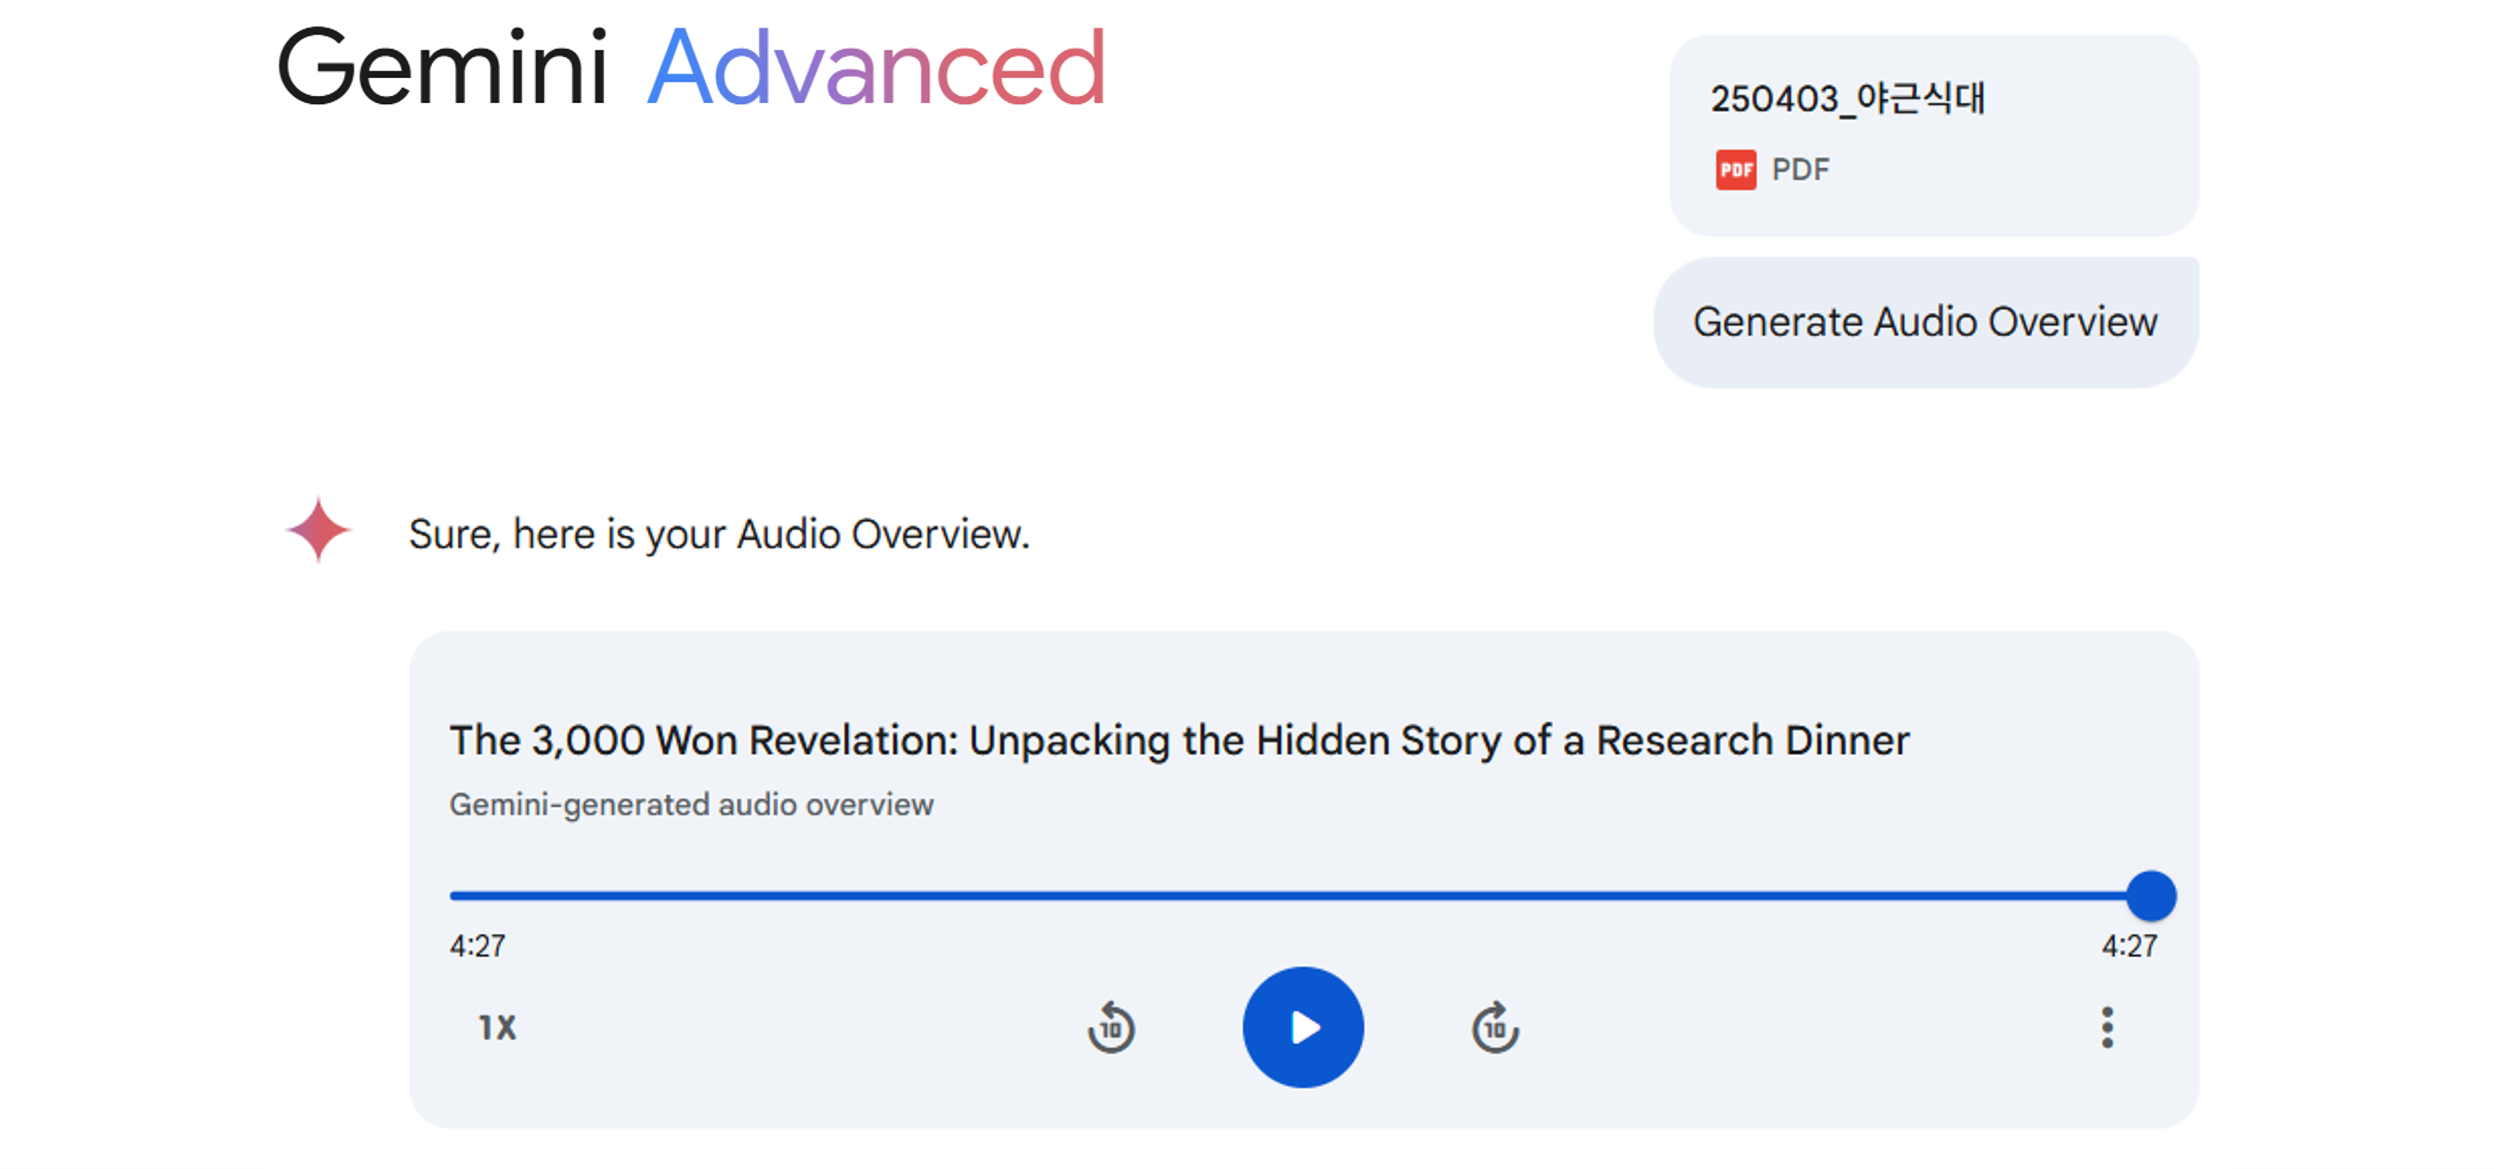 Gemini Advanced
250403_야근식대
PDF PDF
Generate Audio Overview
Sure, here is your Audio Overview.
The 3,000 Won Revelation: Unpacking the Hidden Story of a Research Dinner
Gemini-generated audio overview
4:27 4:27
1X 10 10